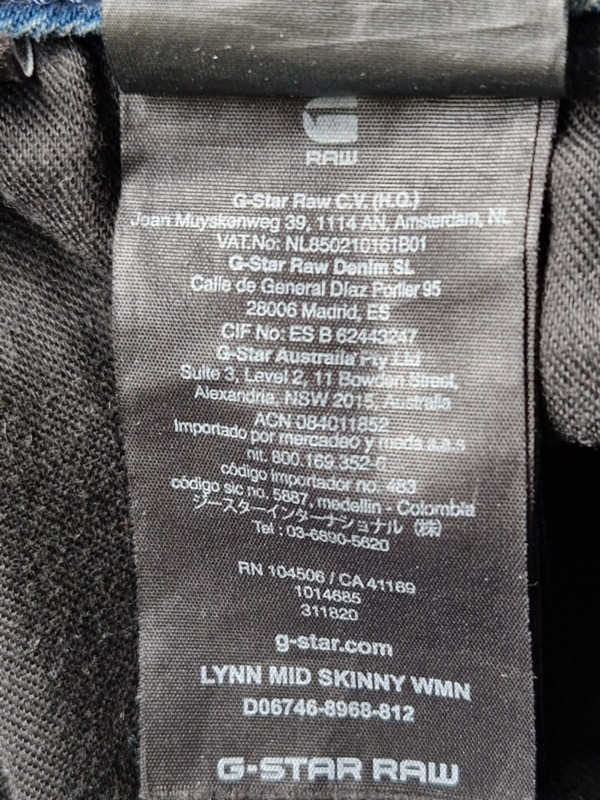 RAW
G-Star Raw C.V. (H.Q.)
Joan Muyskenweg 39, 1114 AN, Amsterdam, NL
VAT.No: NL850210161B01
G-Star Raw Denim SL
Calle de General Díaz Porlier 95
28006 Madrid, ES
CIF No: ES B 62443247
G-Star Australia Pty Ltd
Suite 3, Level 2, 11 Bowden Street,
Alexandria, NSW 2015, Australia
ACN 084011852
Importado por mercadeo y moda s.a.s
nit. 800.169.352-6
código importador no. 483
código sic no. 5887, medellin - Colombia
ジースターインターナショナル (株)
Tel : 03-6890-5620
RN 104506 / CA 41169
1014685
311820
g-star.com
LYNN MID SKINNY WMN
D06746-8968-812
G-STAR RAW